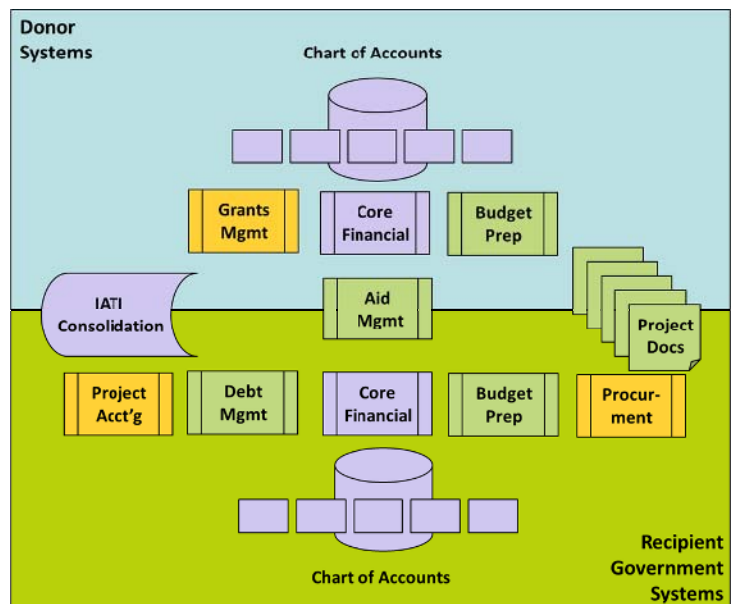 Donor
Systems
Chart of Accounts
Grants
Mgmt
Core
Financial
Budget
Prep
IATI
Consolidation
Aid
Mgmt
Project
Docs
Project
Acct'g
Debt
Mgmt
Core
Financial
Budget
Prep
Procur-
ment
Chart of Accounts
Recipient
Government
Systems